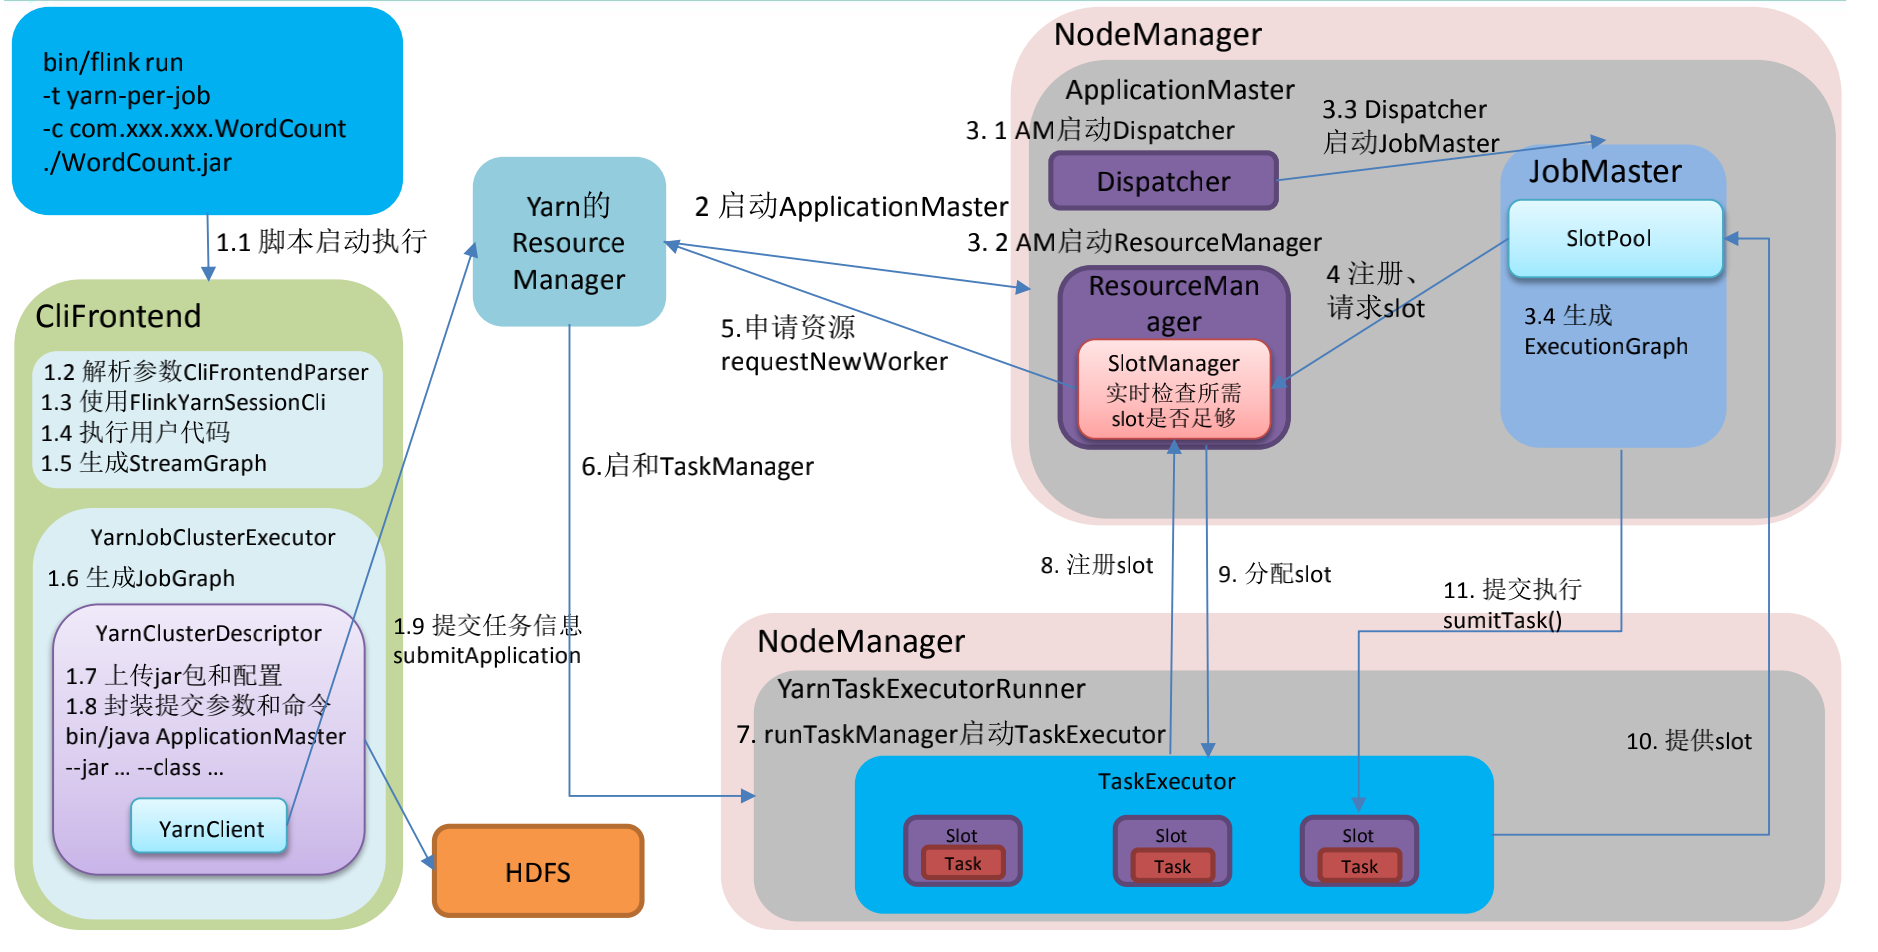 bin/flink run
-t yarn-per-job
-c com.xxx.xxx.WordCount
./WordCount.jar
1.1 脚本启动执行
CliFrontend
1.2 解析参数CliFrontendParser
1.3 使用FlinkYarnSessionCli
1.4 执行用户代码
1.5 生成StreamGraph
YarnJobClusterExecutor
1.6 生成JobGraph
YarnClusterDescriptor
1.7 上传jar包和配置
1.8 封装提交参数和命令
bin/java ApplicationMaster
--jar ... --class ...
YarnClient
1.9 提交任务信息
submitApplication
HDFS
Yarn的
Resource
Manager
2 启动ApplicationMaster
5.申请资源
requestNewWorker
6.启和TaskManager
NodeManager
ApplicationMaster
3. 1 AM启动Dispatcher
Dispatcher
3.3 Dispatcher
启动JobMaster
3. 2 AM启动ResourceManager
ResourceMan
ager
SlotManager
实时检查所需
slot是否足够
4 注册、
请求slot
JobMaster
SlotPool
3.4 生成
ExecutionGraph
8. 注册slot
9. 分配slot
11. 提交执行
sumitTask()
10. 提供slot
NodeManager
YarnTaskExecutorRunner
7. runTaskManager启动TaskExecutor
TaskExecutor
Slot
Task
Slot
Task
Slot
Task